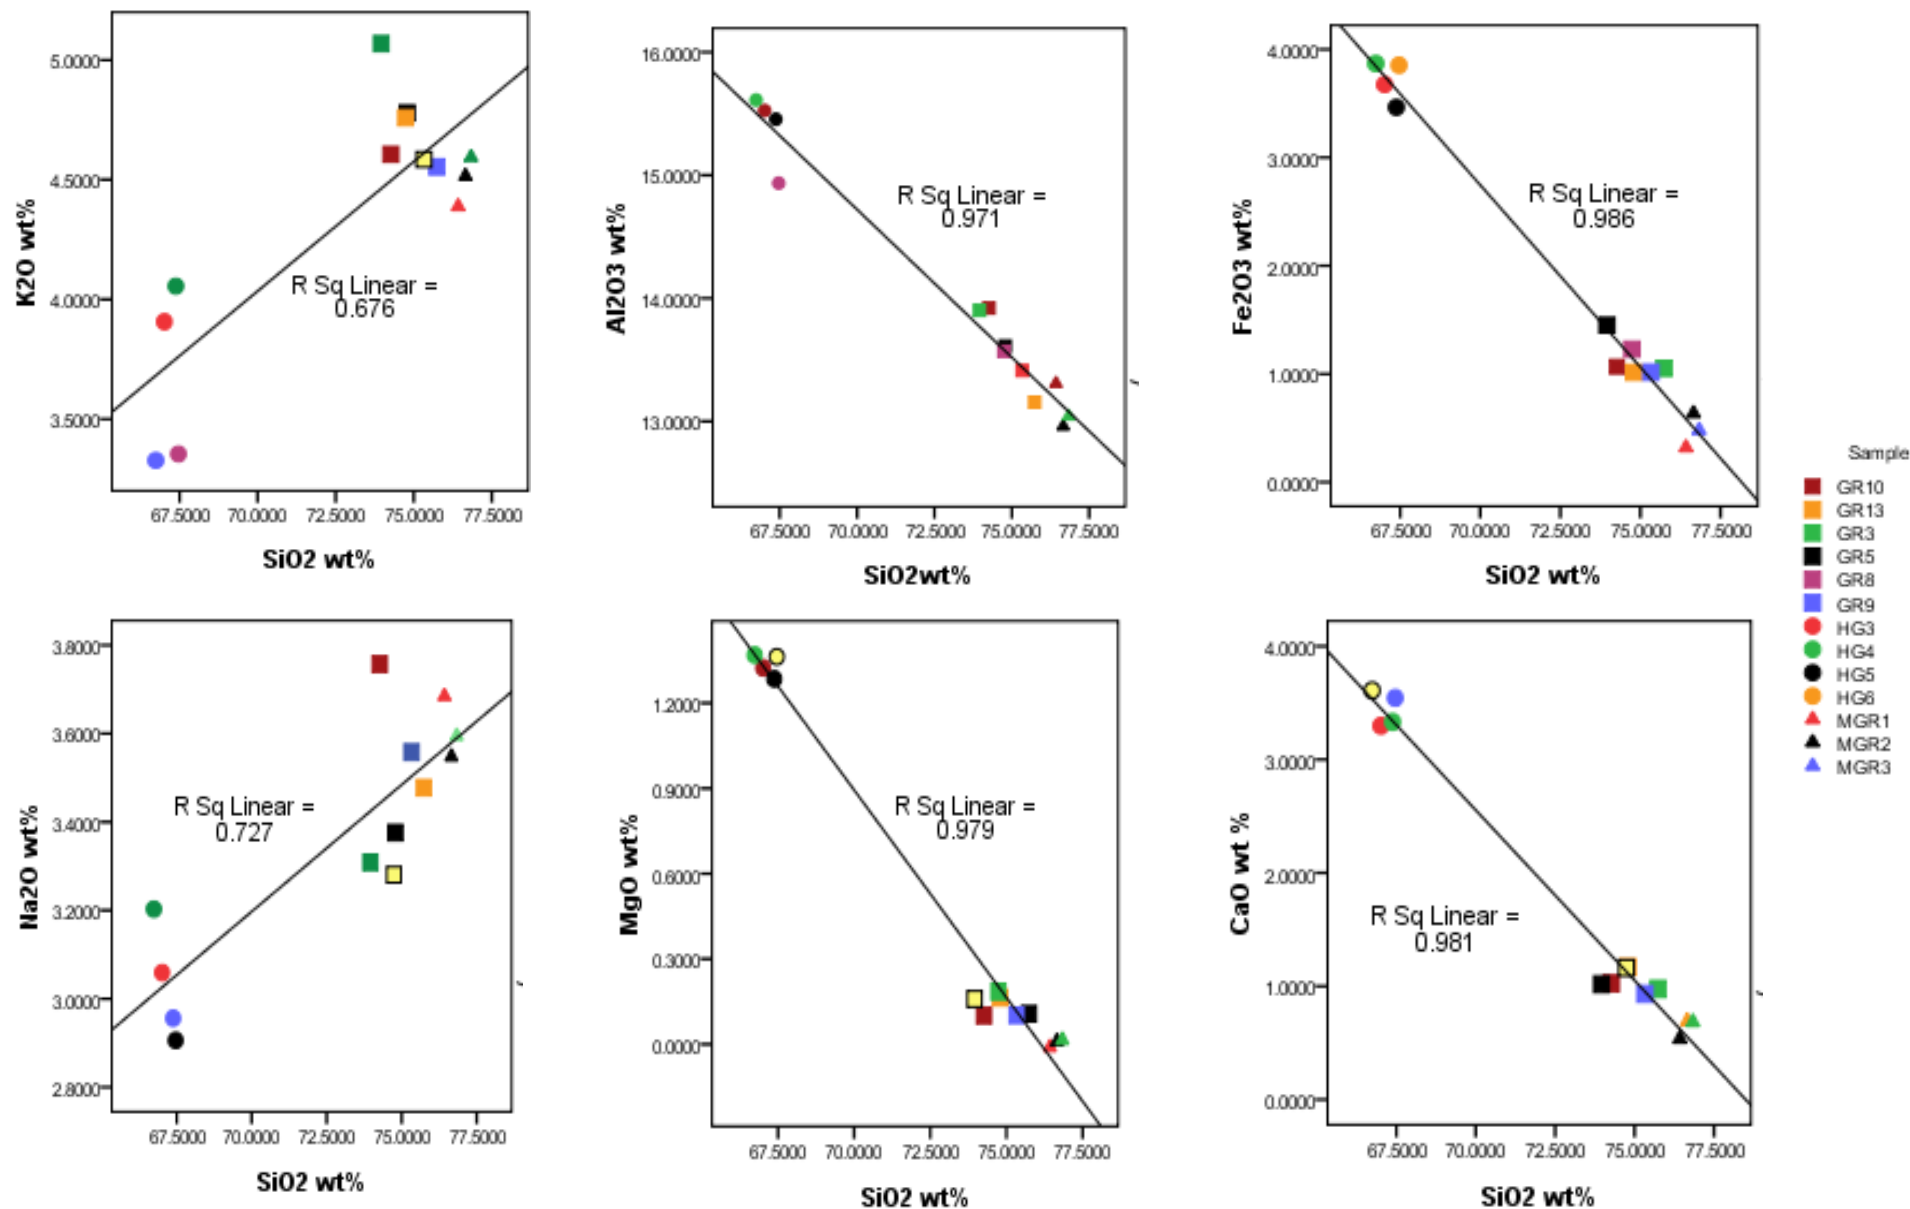 K2O wt%
5.0000
4.5000
4.0000
3.5000
R Sq Linear =
0.676
67.5000 70.0000 72.5000 75.0000 77.5000
SiO2 wt%
Al2O3 wt%
16.0000
15.0000
14.0000
13.0000
R Sq Linear =
0.971
67.5000 70.0000 72.5000 75.0000 77.5000
SiO2wt%
Fe2O3 wt%
4.0000
3.0000
2.0000
1.0000
0.0000
R Sq Linear =
0.986
67.5000 70.0000 72.5000 75.0000 77.5000
SiO2 wt%
Sample
GR10
GR13
GR3
GR5
GR8
GR9
HG3
HG4
HG5
HG6
MGR1
MGR2
MGR3
Na2O wt%
3.8000
3.6000
3.4000
3.2000
3.0000
2.8000
R Sq Linear =
0.727
67.5000 70.0000 72.5000 75.0000 77.5000
SiO2 wt%
MgO wt%
1.2000
0.9000
0.6000
0.3000
0.0000
R Sq Linear =
0.979
67.5000 70.0000 72.5000 75.0000 77.5000
SiO2 wt%
CaO wt %
4.0000
3.0000
2.0000
1.0000
0.0000
R Sq Linear =
0.981
67.5000 70.0000 72.5000 75.0000 77.5000
SiO2 wt%